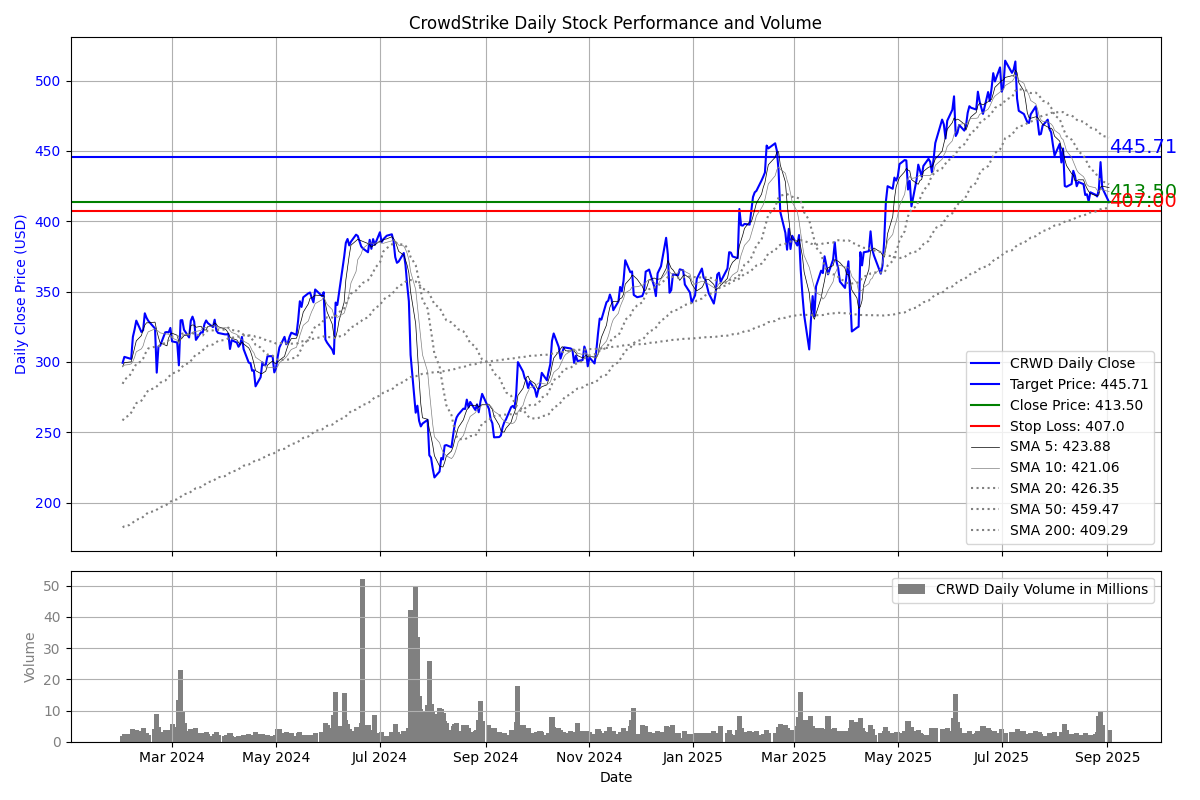 CrowdStrike Daily Stock Performance and Volume
Daily Close Price (USD)
500
450
400
350
300
250
200
445.71
413.50
407.00
CRWD Daily Close
Target Price: 445.71
Close Price: 413.50
Stop Loss: 407.0
SMA 5: 423.88
SMA 10: 421.06
SMA 20: 426.35
SMA 50: 459.47
SMA 200: 409.29
Volume
50
40
30
20
10
0
CRWD Daily Volume in Millions
Mar 2024 May 2024 Jul 2024 Sep 2024 Nov 2024 Jan 2025 Mar 2025 May 2025 Jul 2025 Sep 2025
Date